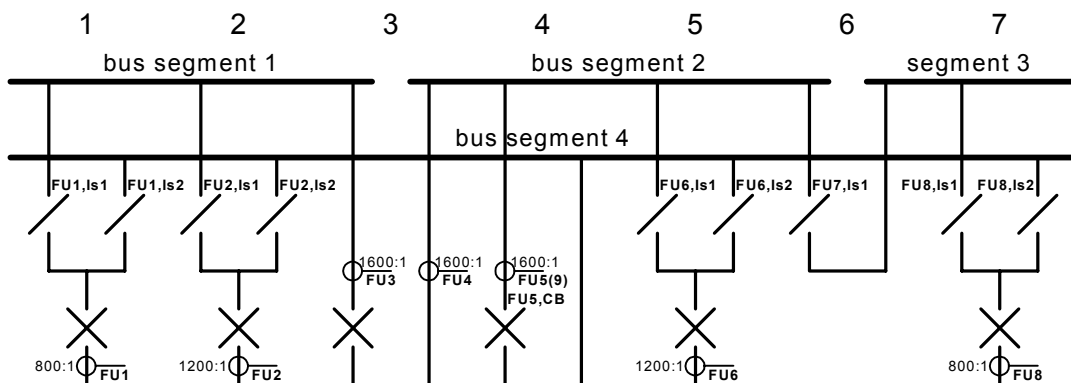 1 2 3 4 5 6 7
bus segment 1 bus segment 2 segment 3
bus segment 4
FU1,Is1 FU1,Is2 FU2,Is1 FU2,Is2 FU6,Is1 FU6,Is2 FU7,Is1 FU8,Is1 FU8,Is2
1600:1 1600:1 1600:1
FU3 FU4 FU5(9)
FU5,CB
800:1 1200:1 1200:1 800:1
FU1 FU2 FU6 FU8